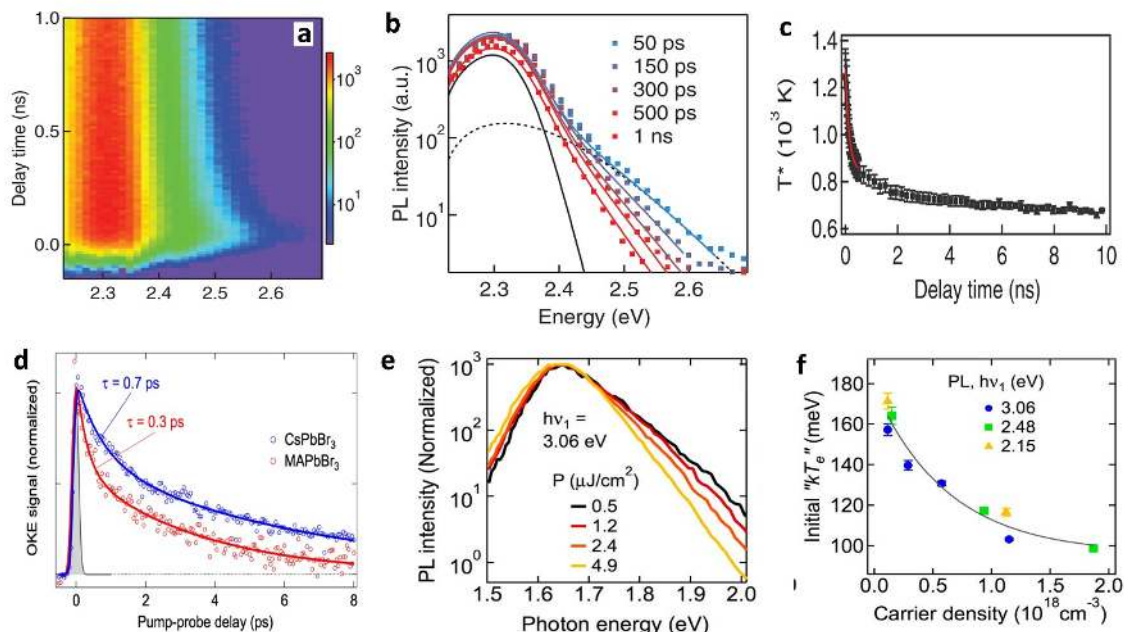 a
1.0
0.5
0.0
Delay time (ns)
10³
10²
10¹
2.3 2.4 2.5 2.6
b
10³
10²
10¹
PL intensity (a.u.)
50 ps
150 ps
300 ps
500 ps
1 ns
2.3 2.4 2.5 2.6
Energy (eV)
c
1.4
1.2
1.0
0.8
0.6
T* (10³ K)
0 2 4 6 8 10
Delay time (ns)
d
OKE signal (normalized)
τ = 0.7 ps
τ = 0.3 ps
CsPbBr₃
MAPbBr₃
0 2 4 6 8
Pump-probe delay (ps)
e
10³
10²
10¹
10⁰
PL intensity (Normalized)
hν₁ =
3.06 eV
P (μJ/cm²)
0.5
1.2
2.4
4.9
1.5 1.6 1.7 1.8 1.9 2.0
Photon energy (eV)
f
180
160
140
120
100
Initial "kTₑ" (meV)
PL, hν₁ (eV)
3.06
2.48
2.15
0.0 0.5 1.0 1.5 2.0
Carrier density (10¹⁸cm⁻³)